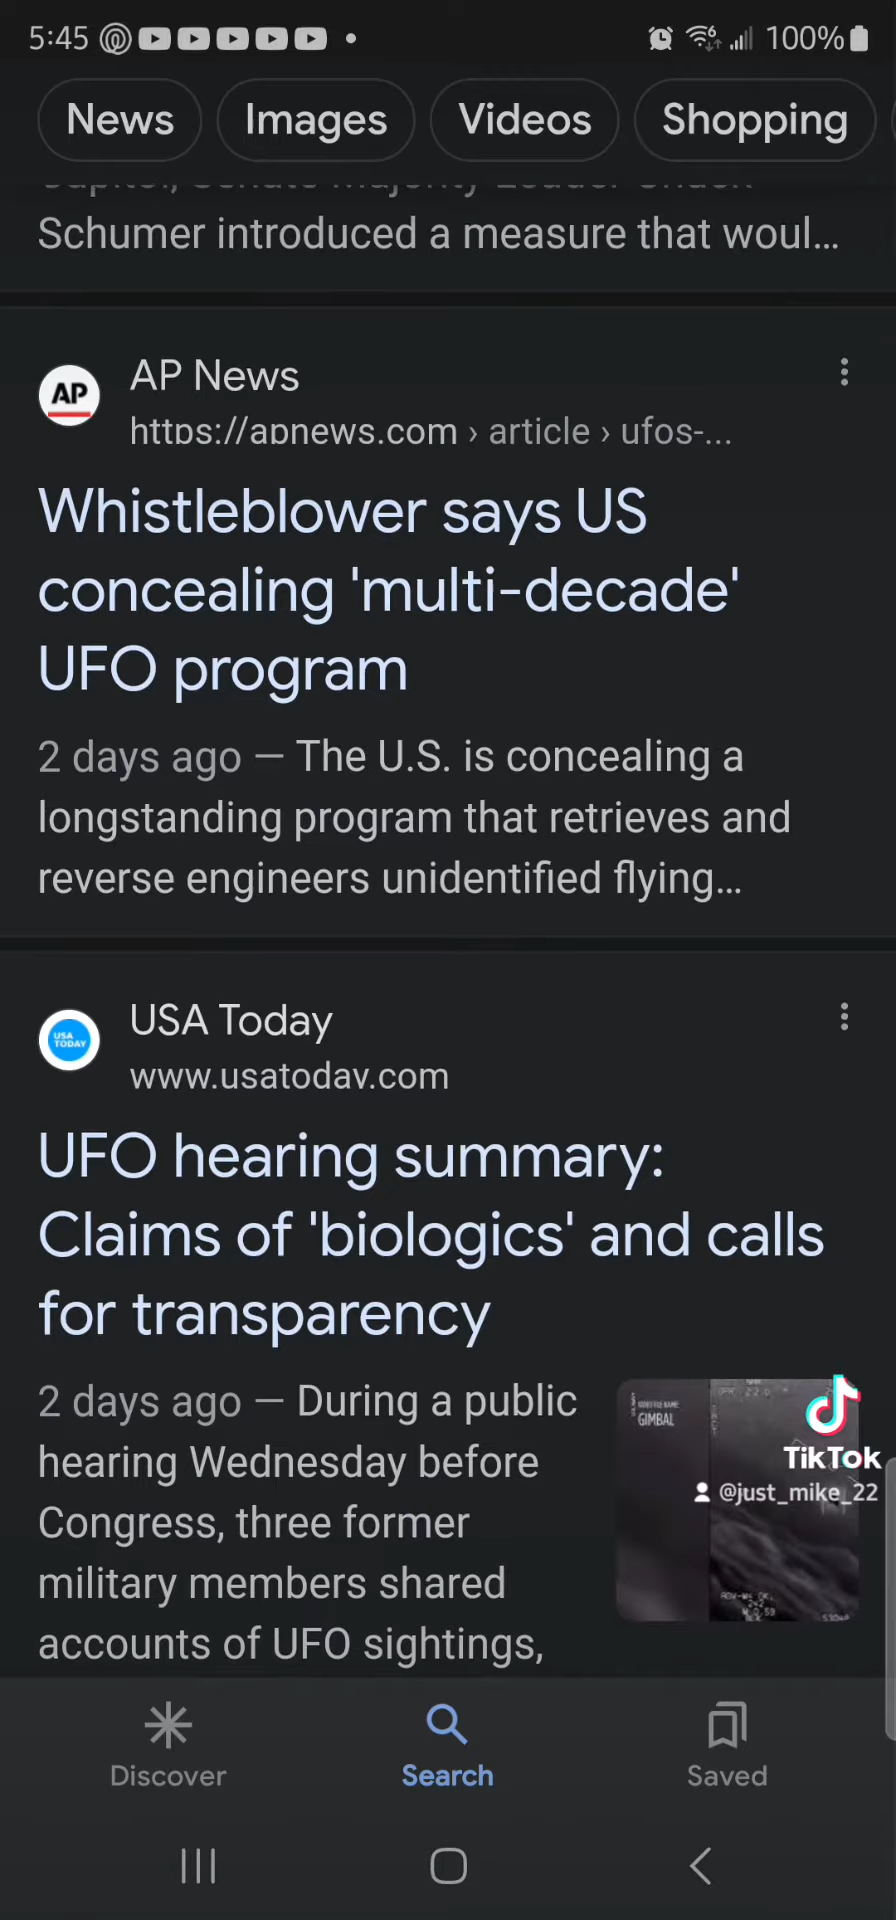 5:45
100%
News
Images
Videos
Shopping
Schumer introduced a measure that woul...
AP
AP News
https://apnews.com › article › ufos-...
Whistleblower says US
concealing 'multi-decade'
UFO program
2 days ago — The U.S. is concealing a
longstanding program that retrieves and
reverse engineers unidentified flying...
USA
TODAY
USA Today
www.usatoday.com
UFO hearing summary:
Claims of 'biologics' and calls
for transparency
2 days ago — During a public
hearing Wednesday before
Congress, three former
military members shared
accounts of UFO sightings,
GIMBAL
TikTok
@just_mike_22
Discover
Search
Saved